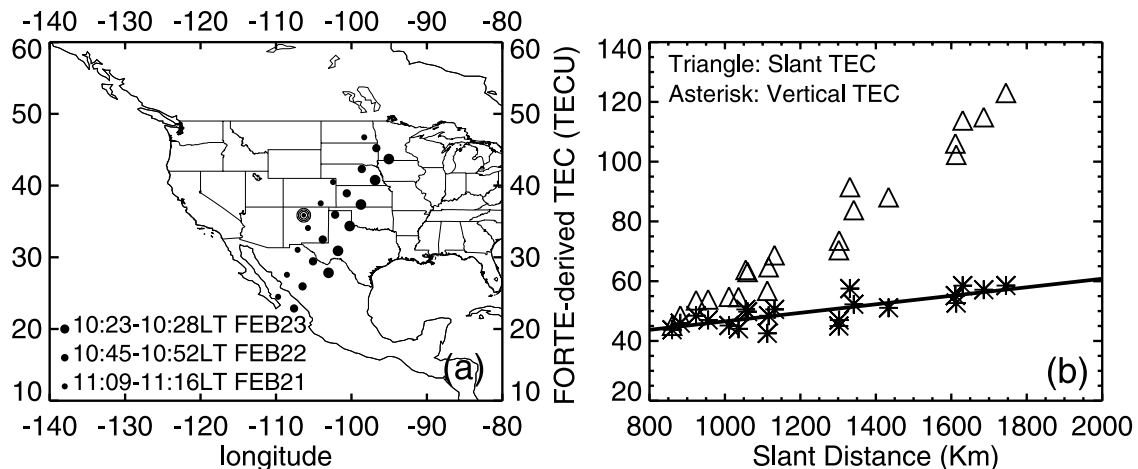 -140 -130 -120 -110 -100 -90 -80
60
50
40
30
20
10
60
50
40
30
20
10
10:23-10:28LT FEB23
10:45-10:52LT FEB22
11:09-11:16LT FEB21
(a)
-140 -130 -120 -110 -100 -90 -80
longitude
FORTE-derived TEC (TECU)
140
120
100
80
60
40
20
Triangle: Slant TEC
Asterisk: Vertical TEC
(b)
800 1000 1200 1400 1600 1800 2000
Slant Distance (Km)